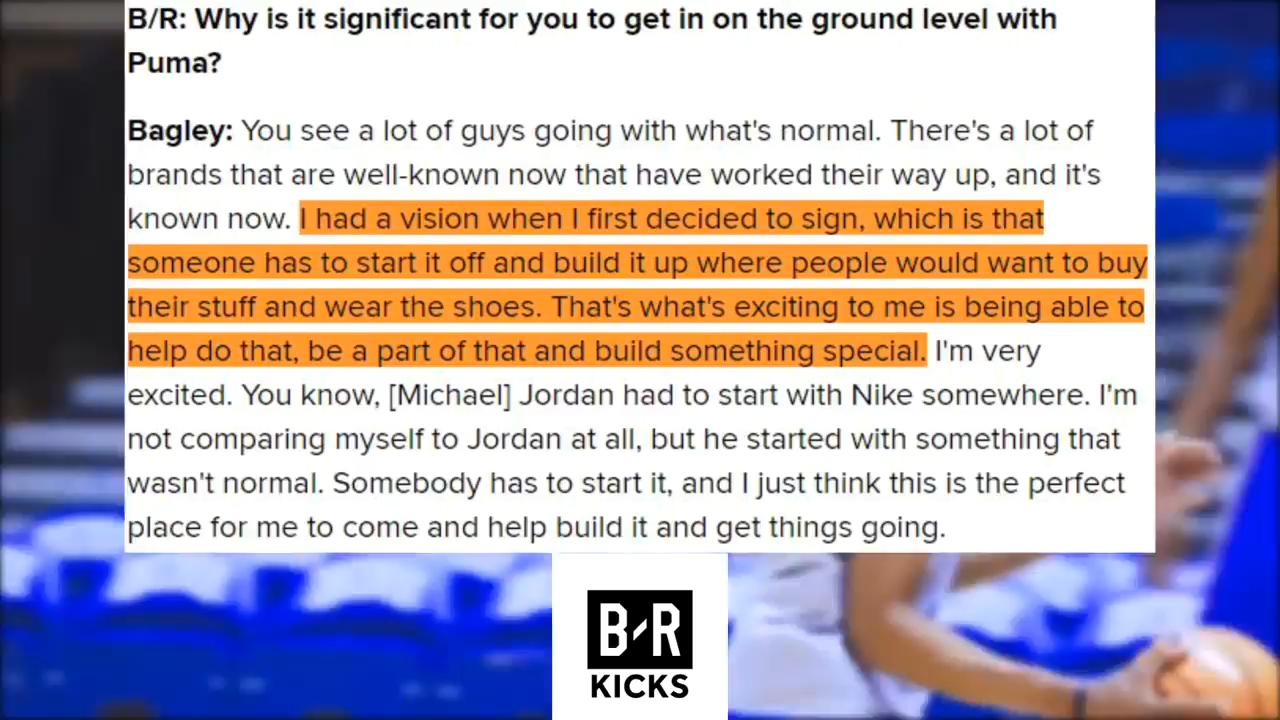 B/R: Why is it significant for you to get in on the ground level with
Puma?
Bagley: You see a lot of guys going with what's normal. There's a lot of
brands that are well-known now that have worked their way up, and it's
known now. I had a vision when I first decided to sign, which is that
someone has to start it off and build it up where people would want to buy
their stuff and wear the shoes. That's what's exciting to me is being able to
help do that, be a part of that and build something special. I'm very
excited. You know, [Michael] Jordan had to start with Nike somewhere. I'm
not comparing myself to Jordan at all, but he started with something that
wasn't normal. Somebody has to start it, and I just think this is the perfect
place for me to come and help build it and get things going.
B-R
KICKS